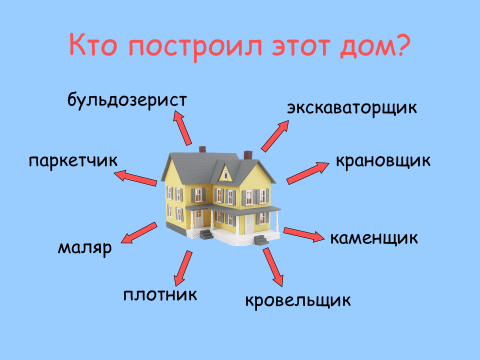 Кто построил этот дом?
бульдозерист
экскаваторщик
паркетчик
крановщик
маляр
каменщик
плотник
кровельщик